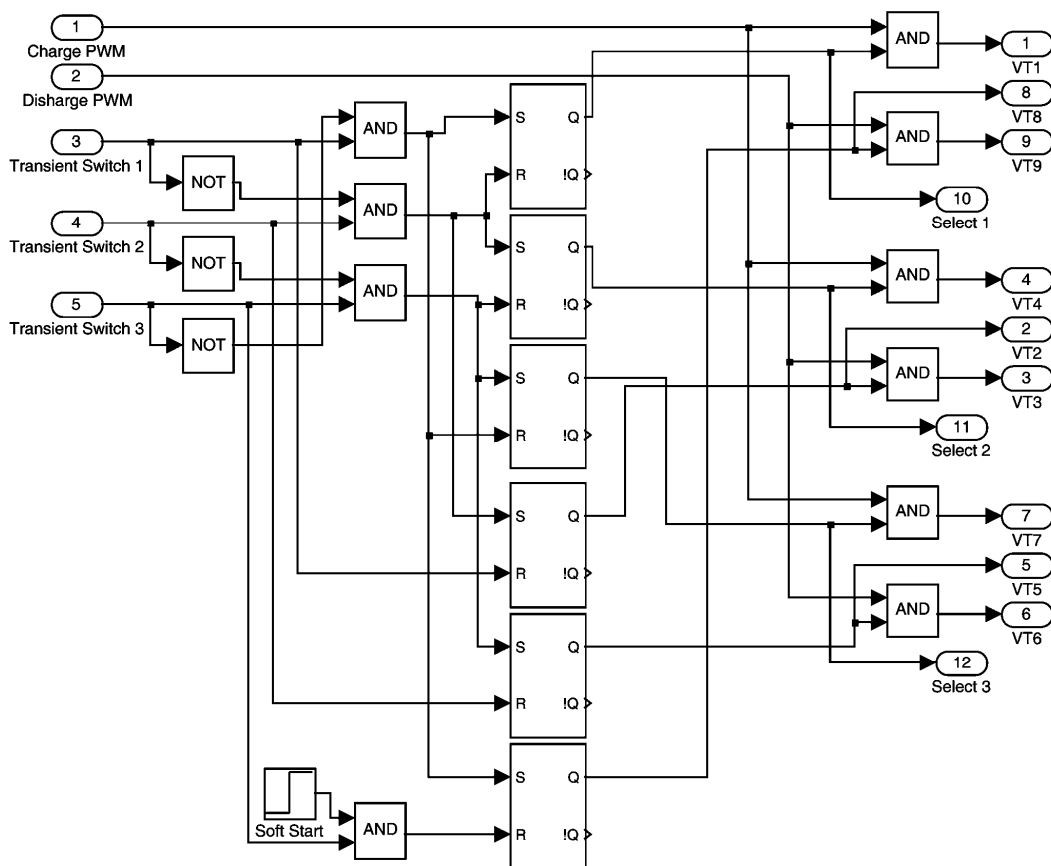 1
Charge PWM
2
Disharge PWM
3
Transient Switch 1
4
Transient Switch 2
5
Transient Switch 3
NOT
NOT
NOT
AND
AND
AND
Soft Start
AND
S Q
R !Q
S Q
R !Q
S Q
R !Q
S Q
R !Q
S Q
R !Q
S Q
R !Q
AND
1
VT1
8
VT8
AND
9
VT9
10
Select 1
AND
4
VT4
2
VT2
AND
3
VT3
11
Select 2
AND
7
VT7
5
VT5
AND
6
VT6
12
Select 3